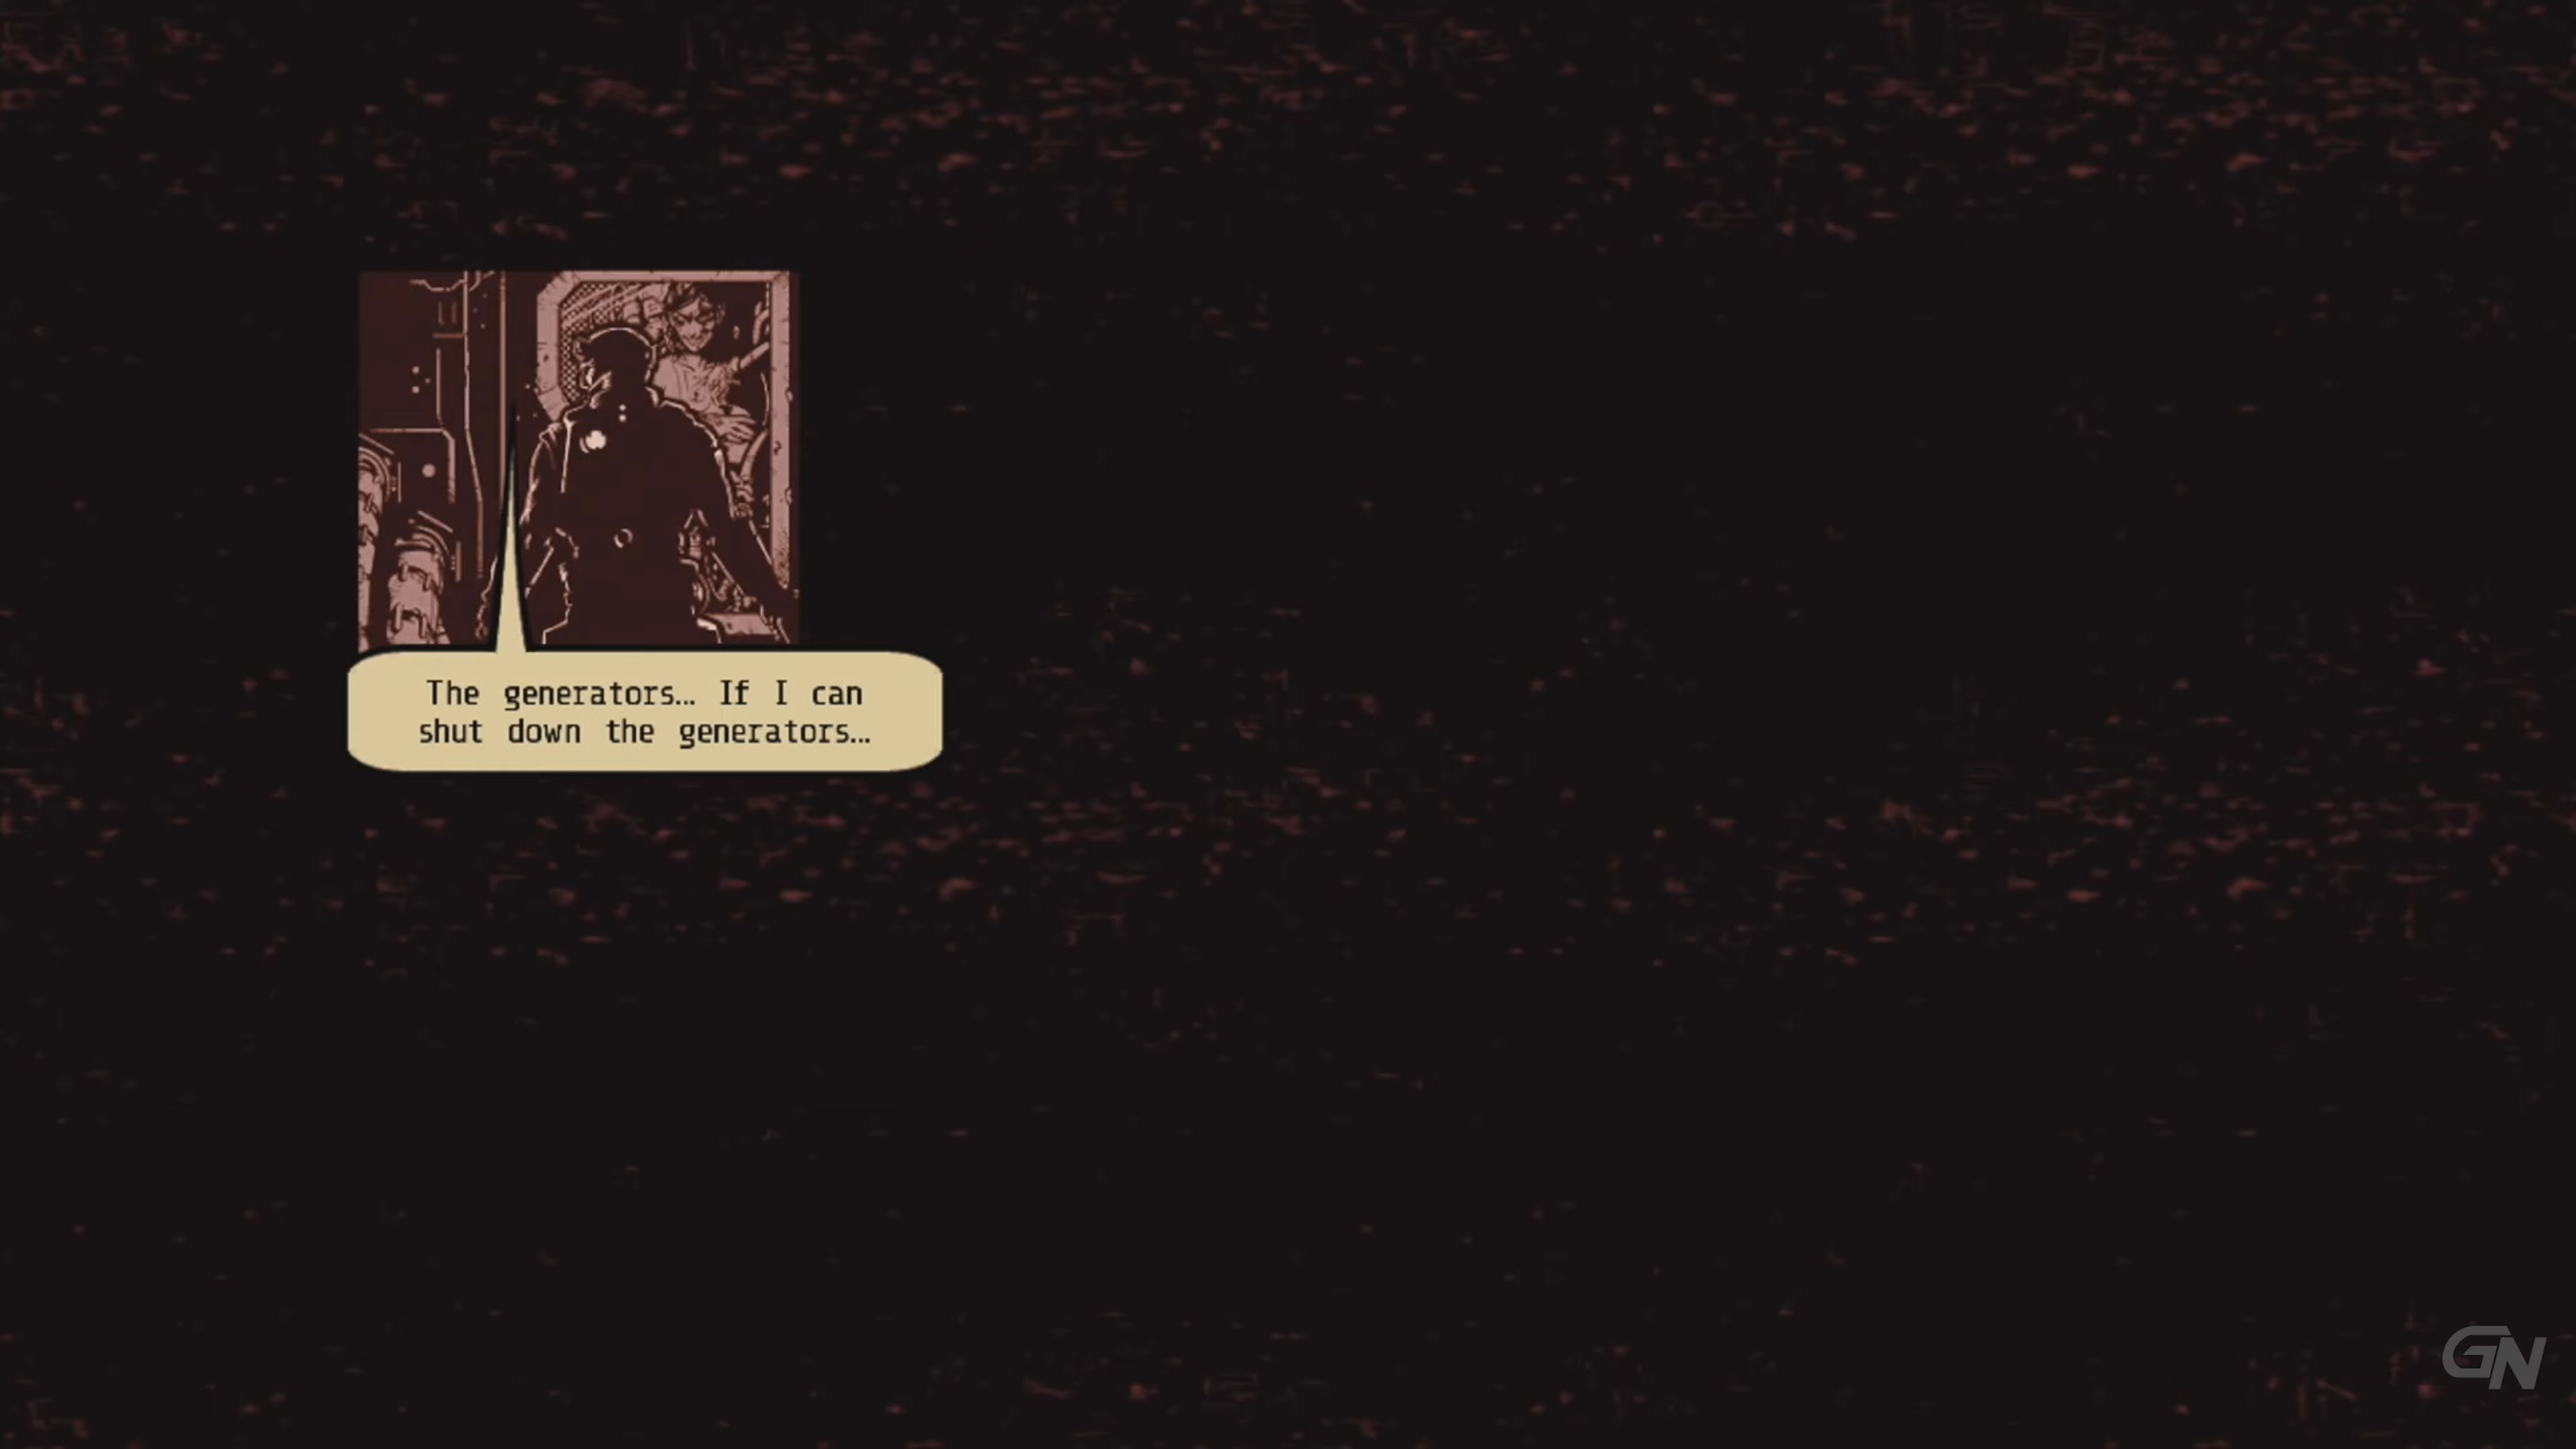 The generators... If I can
shut down the generators...
GN